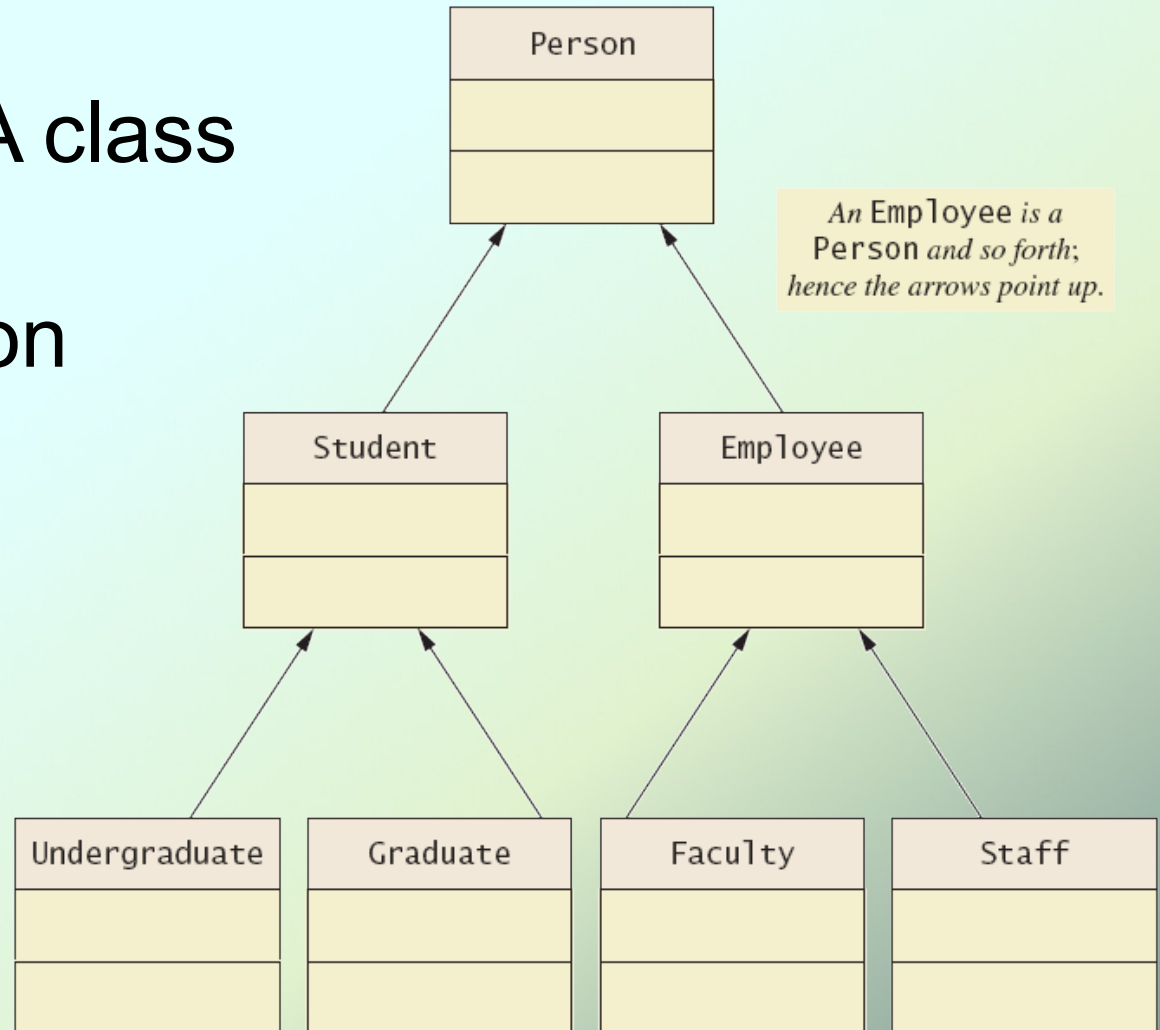 Person
A class
An Employee is a
Person and so forth;
hence the arrows point up.
on
Student
Employee
Undergraduate
Graduate
Faculty
Staff